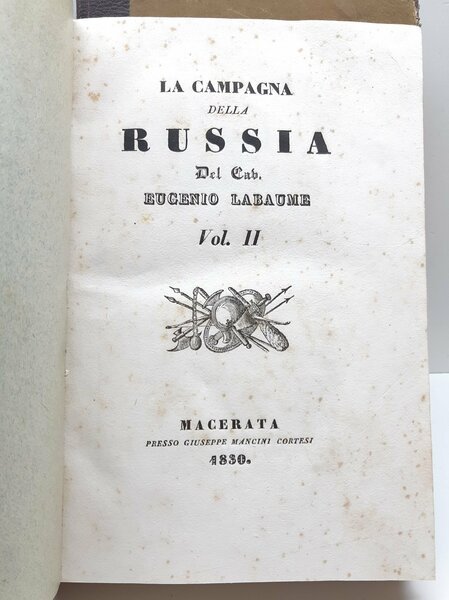 LA CAMPAGNA
DELLA
RUSSIA
Del Cav.
EUGENIO LABAUME
Vol. II
MACERATA
PRESSO GIUSEPPE MANCINI CORTESI
1830.